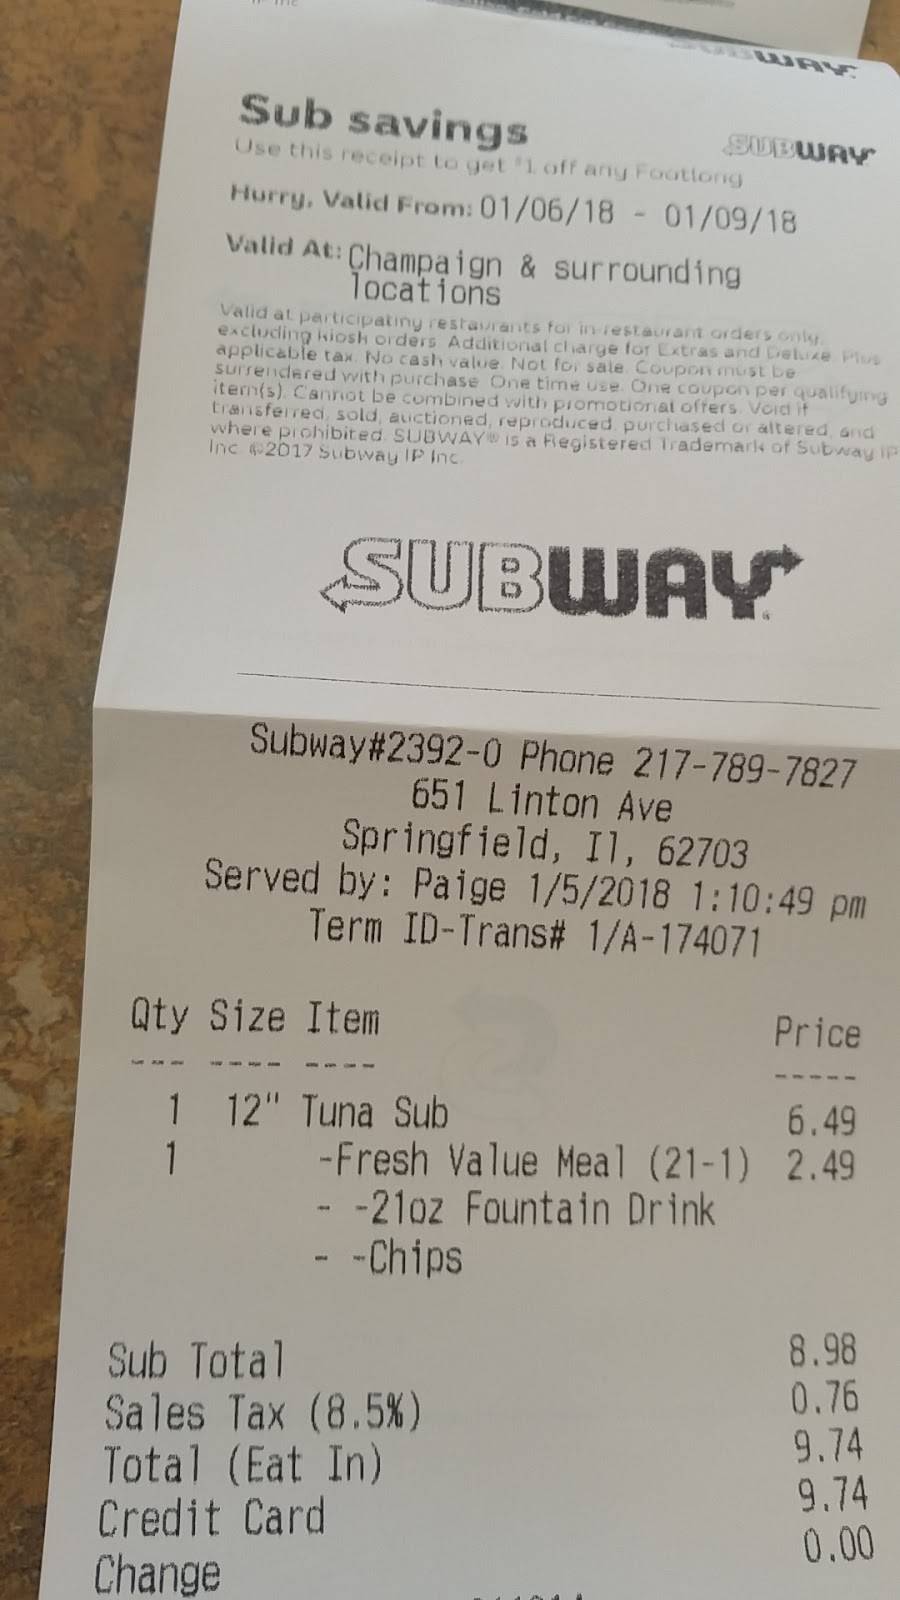 SUBWAY
Sub savings
SUBWAY
Use this receipt to get $1 off any Footlong
Hurry, Valid From: 01/06/18 - 01/09/18
Valid At: Champaign & surrounding
locations
Valid at participating restaurants for in-restaurant orders only,
excluding kiosk orders. Additional charge for Extras and Deluxe. Plus
applicable tax. No cash value. Not for sale. Coupon must be
surrendered with purchase. One time use. One coupon per qualifying
item(s). Cannot be combined with promotional offers. Void if
transferred, sold, auctioned, reproduced, purchased or altered, and
where prohibited. SUBWAY® is a Registered Trademark of Subway IP
Inc. ©2017 Subway IP Inc.
SUBWAY®
Subway#2392-0 Phone 217-789-7827
651 Linton Ave
Springfield, Il, 62703
Served by: Paige 1/5/2018 1:10:49 pm
Term ID-Trans# 1/A-174071
Qty Size Item Price
--- ---- ---- -----
1 12" Tuna Sub 6.49
1 -Fresh Value Meal (21-1) 2.49
- -21oz Fountain Drink
- -Chips
Sub Total 8.98
Sales Tax (8.5%) 0.76
Total (Eat In) 9.74
Credit Card 9.74
Change 0.00